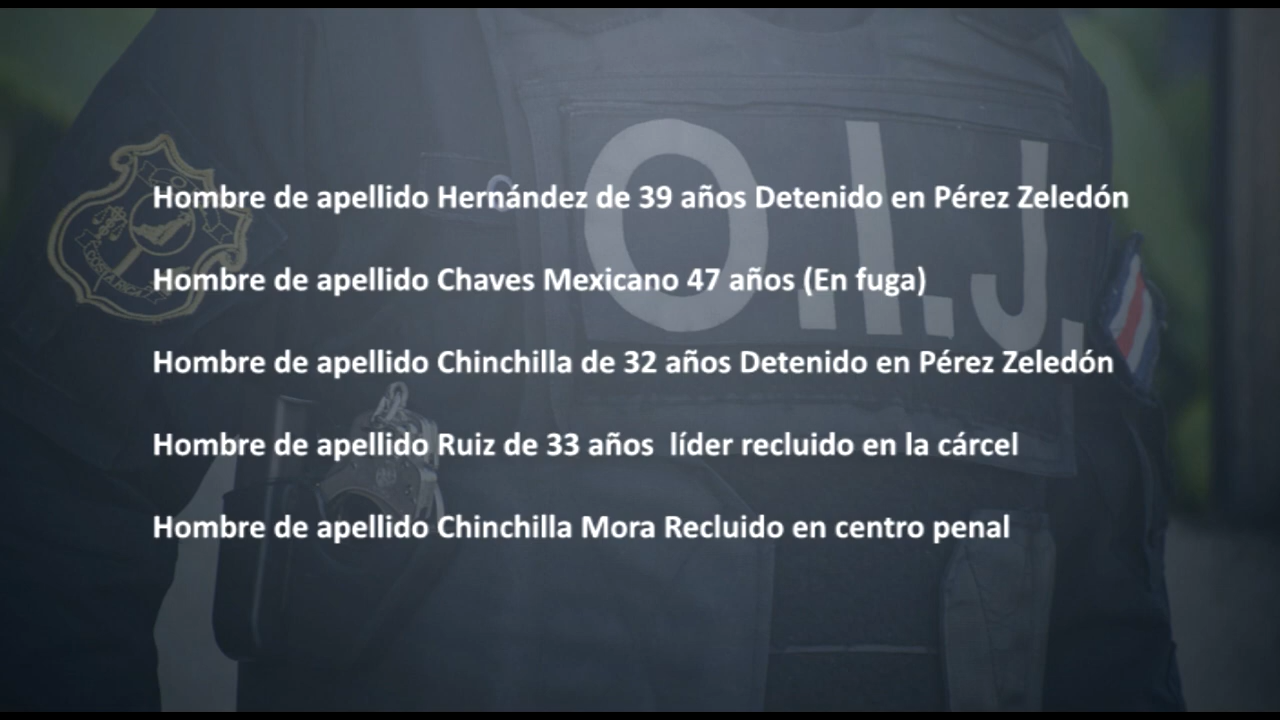 O.I.J.
COSTA RICA
Hombre de apellido Hernández de 39 años Detenido en Pérez Zeledón
Hombre de apellido Chaves Mexicano 47 años (En fuga)
Hombre de apellido Chinchilla de 32 años Detenido en Pérez Zeledón
Hombre de apellido Ruiz de 33 años  líder recluido en la cárcel
Hombre de apellido Chinchilla Mora Recluido en centro penal